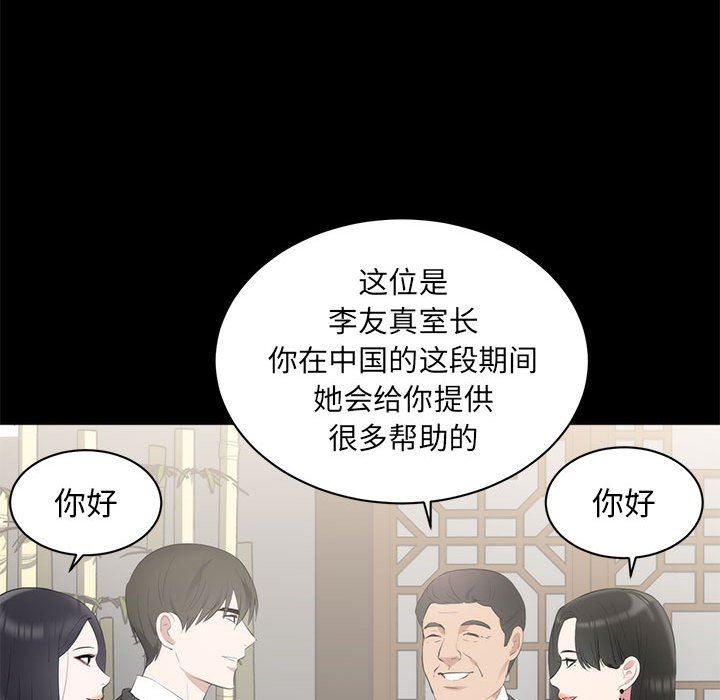 这位是
李友真室长
你在中国的这段期间
她会给你提供
很多帮助的
你好
你好